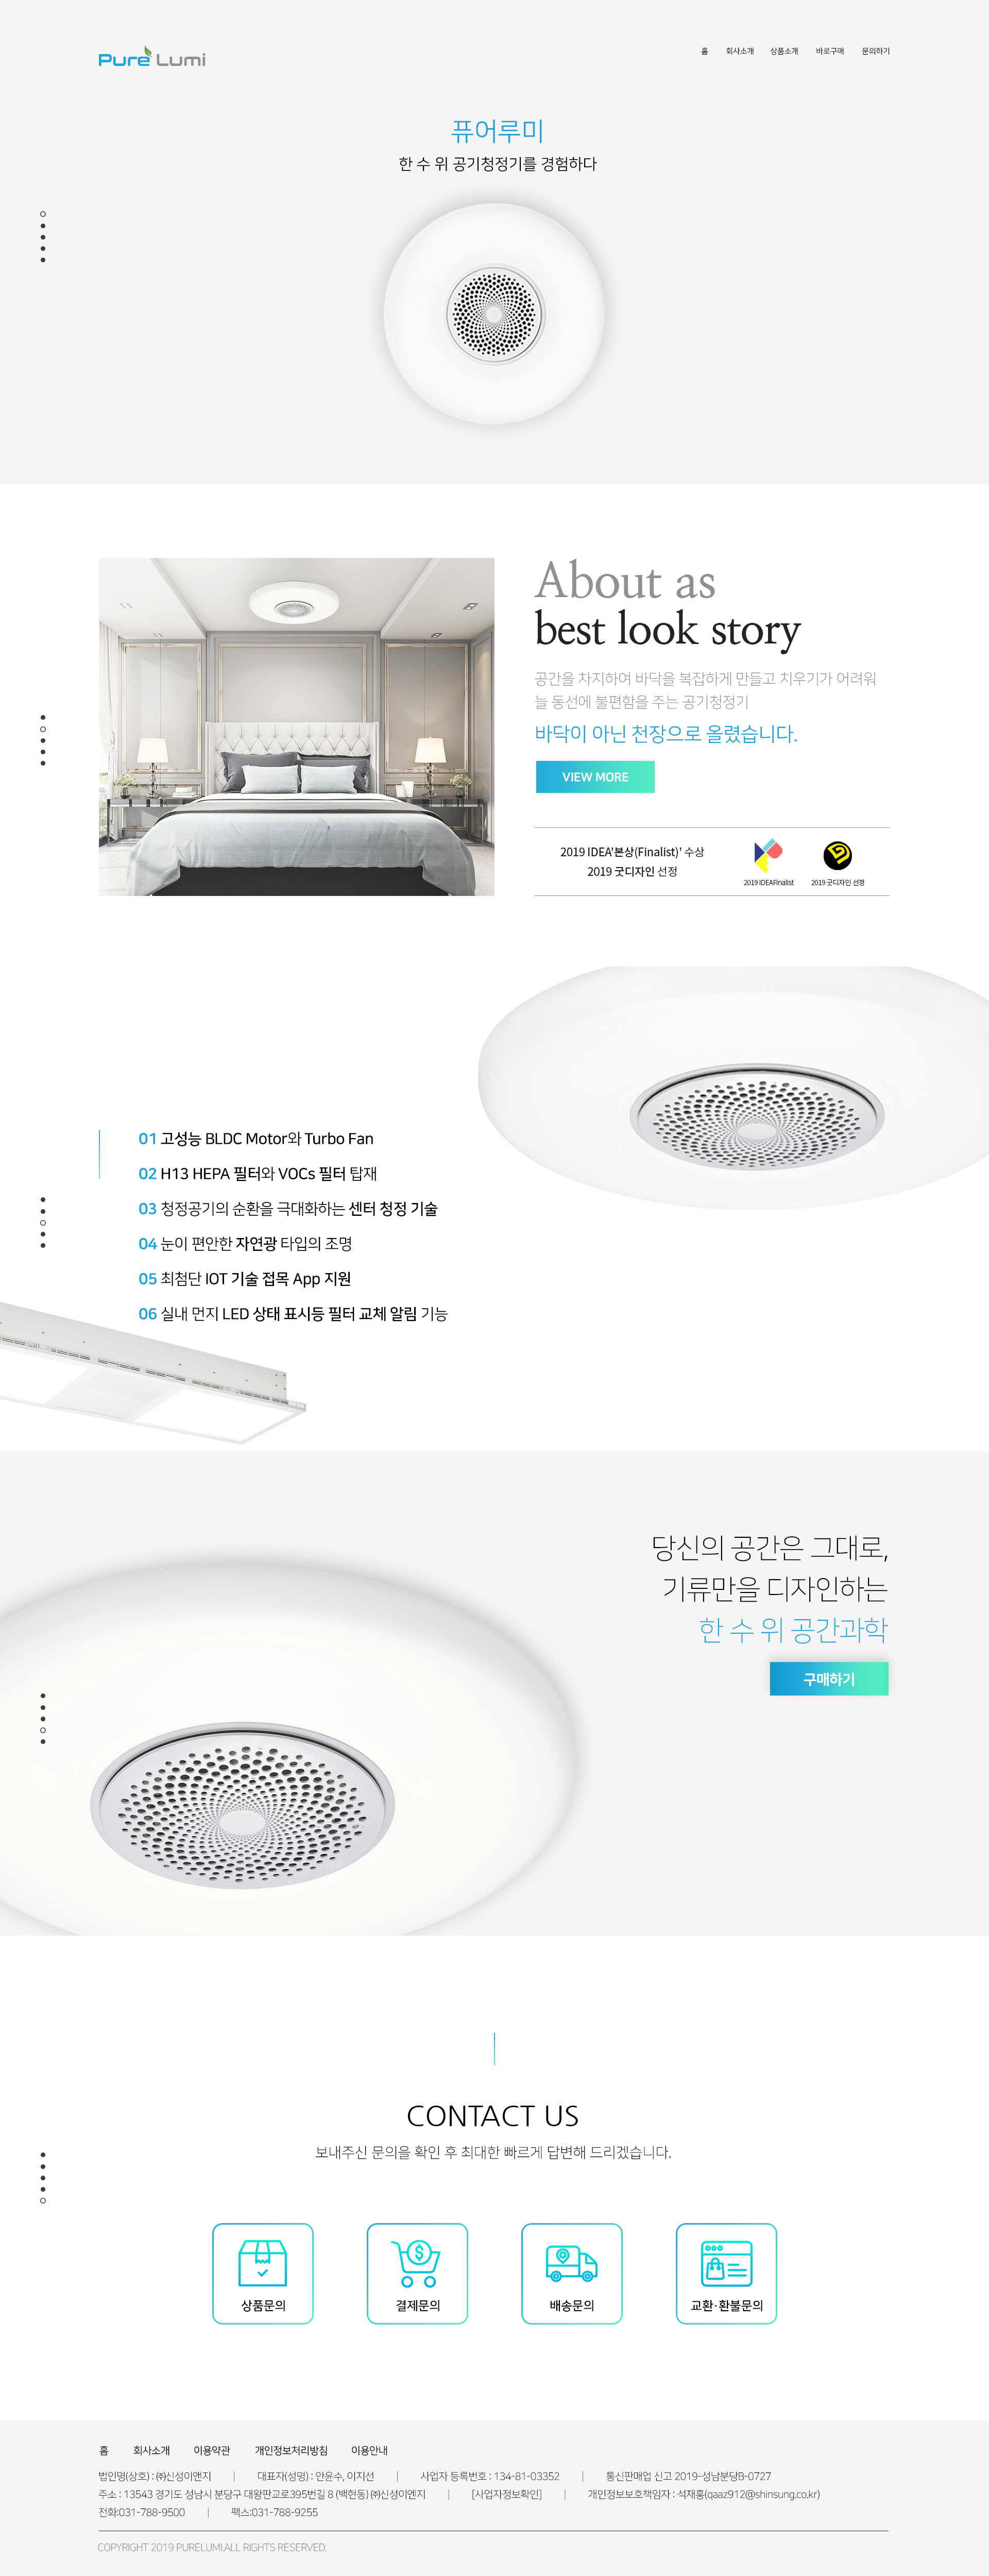 Pure Lumi
홈 회사소개 상품소개 바로구매 문의하기
퓨어루미
한 수 위 공기청정기를 경험하다
About as
best look story
공간을 차지하여 바닥을 복잡하게 만들고 치우기가 어려워
늘 동선에 불편함을 주는 공기청정기
바닥이 아닌 천장으로 올렸습니다.
VIEW MORE
2019 IDEA'본상(Finalist)' 수상
2019 굿디자인 선정
2019 IDEAFinalist
2019 굿디자인 선정
01 고성능 BLDC Motor와 Turbo Fan
02 H13 HEPA 필터와 VOCs 필터 탑재
03 청정공기의 순환을 극대화하는 센터 청정 기술
04 눈이 편안한 자연광 타입의 조명
05 최첨단 IOT 기술 접목 App 지원
06 실내 먼지 LED 상태 표시등 필터 교체 알림 기능
당신의 공간은 그대로,
기류만을 디자인하는
한 수 위 공간과학
구매하기
CONTACT US
보내주신 문의을 확인 후 최대한 빠르게 답변해 드리겠습니다.
상품문의
결제문의
배송문의
교환·환불문의
홈 회사소개 이용약관 개인정보처리방침 이용안내
법인명(상호) : ㈜신성이앤지 | 대표자(성명) : 안윤수, 이지선 | 사업자 등록번호 : 134-81-03352 | 통신판매업 신고 2019-성남분당B-0727
주소 : 13543 경기도 성남시 분당구 대왕판교로395번길 8 (백현동) ㈜신성이엔지 | [사업자정보확인] | 개인정보보호책임자 : 석재홍(qaaz912@shinsung.co.kr)
전화:031-788-9500 | 팩스:031-788-9255
COPYRIGHT 2019 PURELUMI.ALL RIGHTS RESERVED.